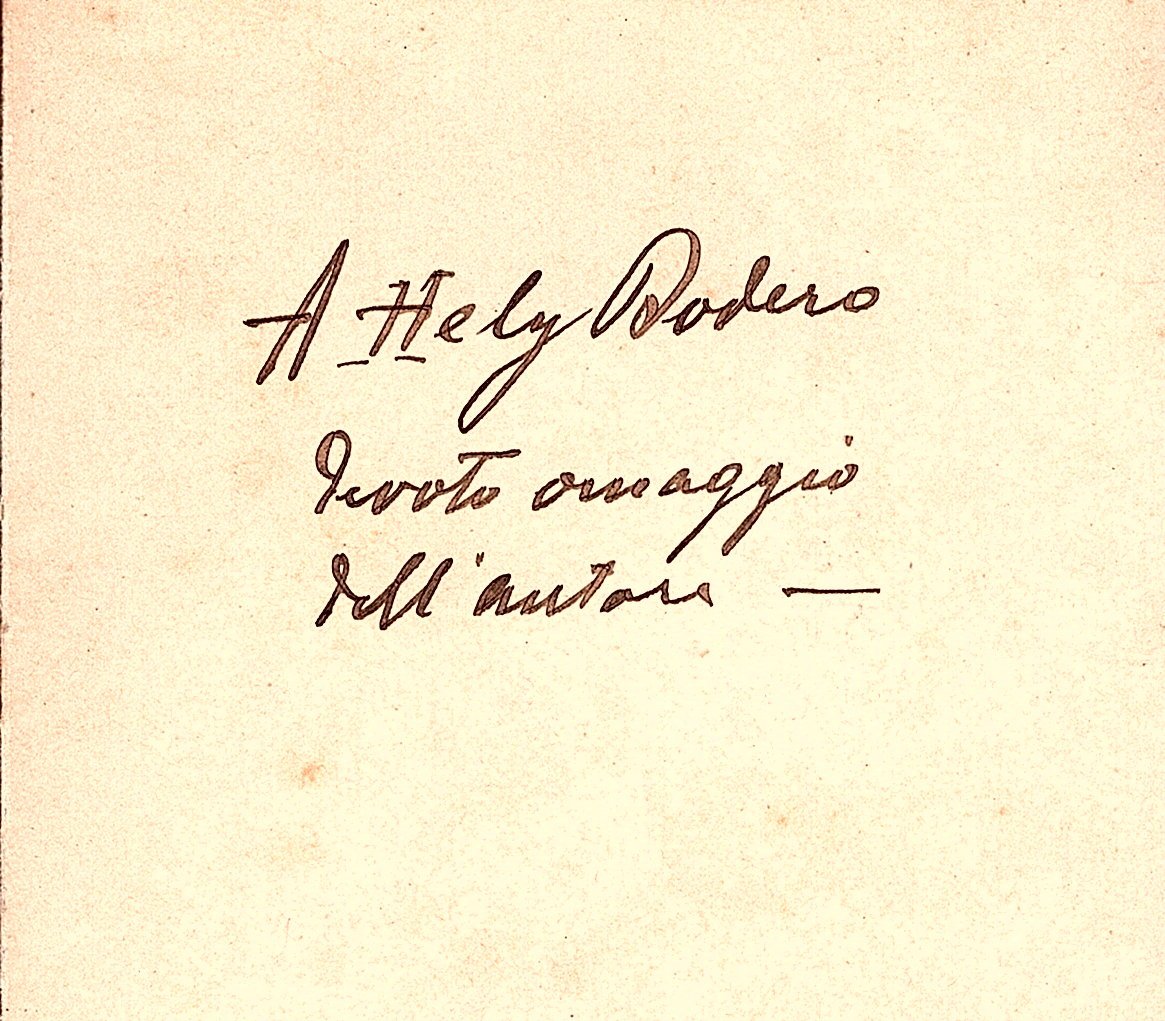 A Hely Rodero
devoto omaggio
dell'autore —